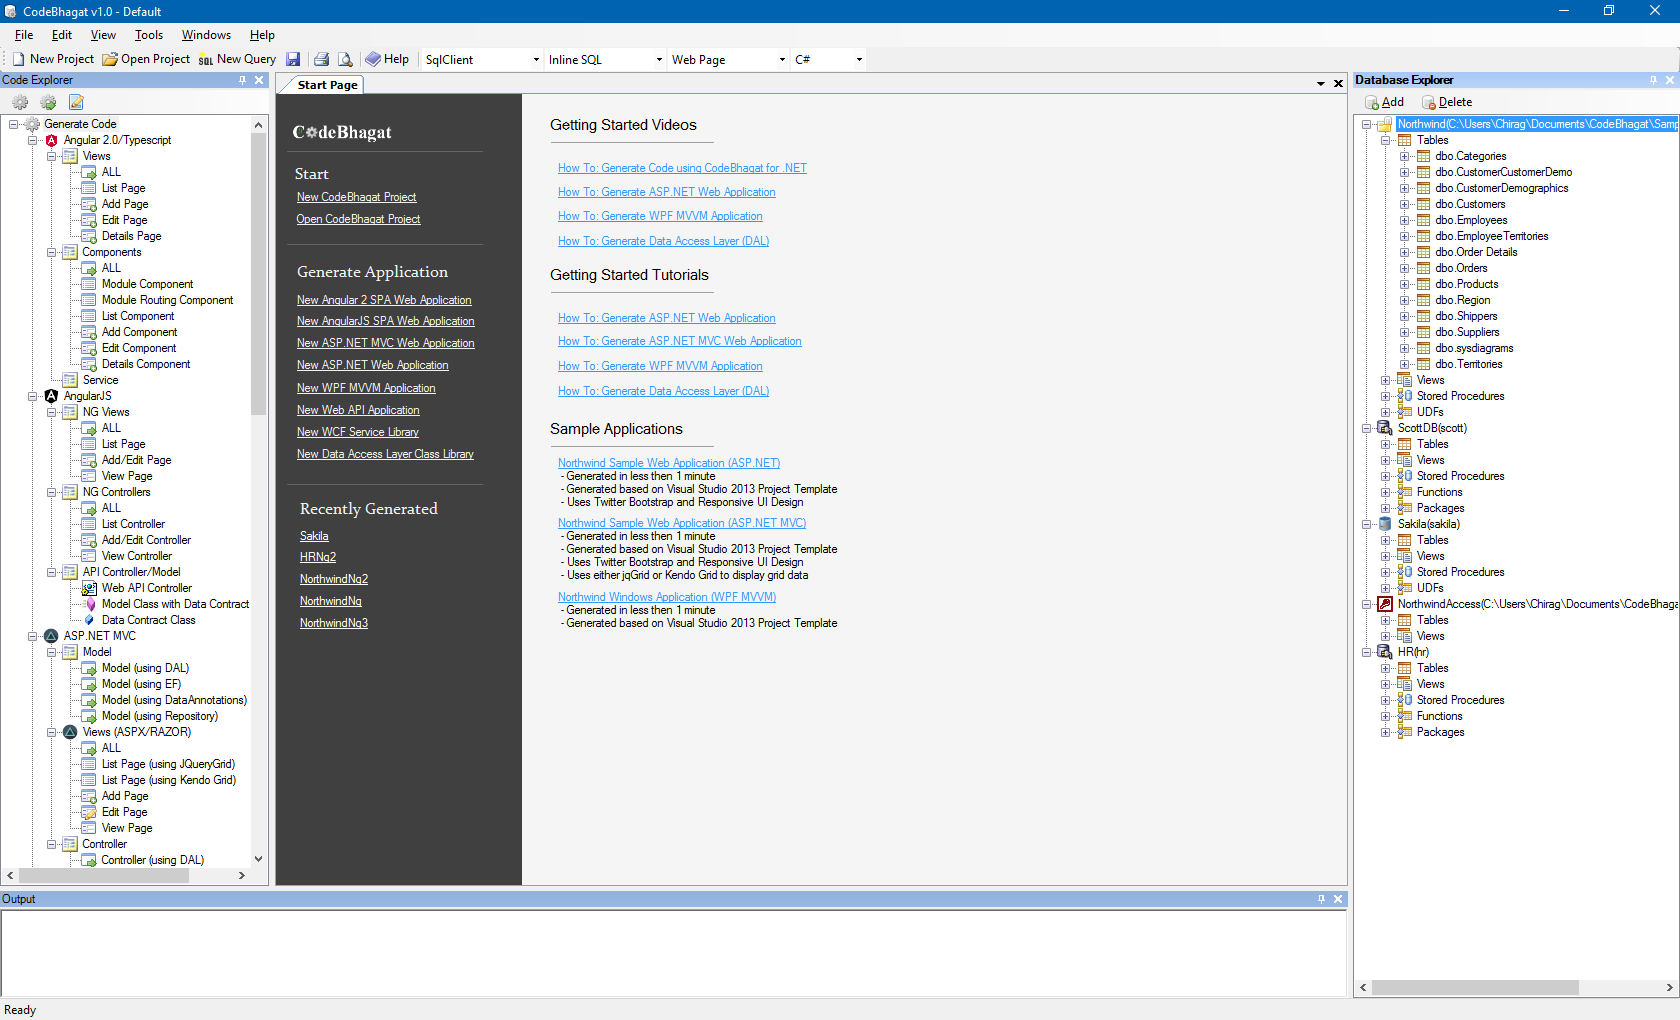 CodeBhagat v1.0 - Default
File Edit View Tools Windows Help
New Project Open Project New Query Help SqlClient Inline SQL Web Page C#
Code Explorer
Generate Code
Angular 2.0/Typescript
Views
ALL
List Page
Add Page
Edit Page
Details Page
Components
ALL
Module Component
Module Routing Component
List Component
Add Component
Edit Component
Details Component
Service
AngularJS
NG Views
ALL
List Page
Add/Edit Page
View Page
NG Controllers
ALL
List Controller
Add/Edit Controller
View Controller
API Controller/Model
Web API Controller
Model Class with Data Contract
Data Contract Class
ASP.NET MVC
Model
Model (using DAL)
Model (using EF)
Model (using DataAnnotations)
Model (using Repository)
Views (ASPX/RAZOR)
ALL
List Page (using JQueryGrid)
List Page (using Kendo Grid)
Add Page
Edit Page
View Page
Controller
Controller (using DAL)
Start Page
CodeBhagat
Start
New CodeBhagat Project
Open CodeBhagat Project
Generate Application
New Angular 2 SPA Web Application
New AngularJS SPA Web Application
New ASP.NET MVC Web Application
New ASP.NET Web Application
New WPF MVVM Application
New Web API Application
New WCF Service Library
New Data Access Layer Class Library
Recently Generated
Sakila
HRNg2
NorthwindNg2
NorthwindNg
NorthwindNg3
Getting Started Videos
How To: Generate Code using CodeBhagat for .NET
How To: Generate ASP.NET Web Application
How To: Generate WPF MVVM Application
How To: Generate Data Access Layer (DAL)
Getting Started Tutorials
How To: Generate ASP.NET Web Application
How To: Generate ASP.NET MVC Web Application
How To: Generate WPF MVVM Application
How To: Generate Data Access Layer (DAL)
Sample Applications
Northwind Sample Web Application (ASP.NET)
- Generated in less then 1 minute
- Generated based on Visual Studio 2013 Project Template
- Uses Twitter Bootstrap and Responsive UI Design
Northwind Sample Web Application (ASP.NET MVC)
- Generated in less then 1 minute
- Generated based on Visual Studio 2013 Project Template
- Uses Twitter Bootstrap and Responsive UI Design
- Uses either jqGrid or Kendo Grid to display grid data
Northwind Windows Application (WPF MVVM)
- Generated in less then 1 minute
- Generated based on Visual Studio 2013 Project Template
Database Explorer
Add Delete
Northwind(C:\Users\Chirag\Documents\CodeBhagat\Samp
Tables
dbo.Categories
dbo.CustomerCustomerDemo
dbo.CustomerDemographics
dbo.Customers
dbo.Employees
dbo.EmployeeTerritories
dbo.Order Details
dbo.Orders
dbo.Products
dbo.Region
dbo.Shippers
dbo.Suppliers
dbo.sysdiagrams
dbo.Territories
Views
Stored Procedures
UDFs
ScottDB(scott)
Tables
Views
Stored Procedures
Functions
Packages
Sakila(sakila)
Tables
Views
Stored Procedures
UDFs
NorthwindAccess(C:\Users\Chirag\Documents\CodeBhaga
Tables
Views
HR(hr)
Tables
Views
Stored Procedures
Functions
Packages
Output
Ready